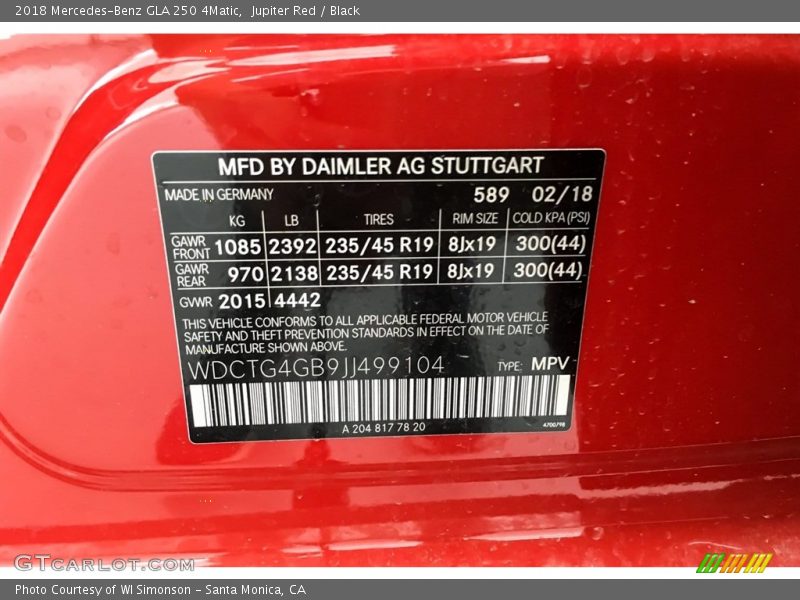 2018 Mercedes-Benz GLA 250 4Matic,  Jupiter Red / Black
MFD BY DAIMLER AG STUTTGART
MADE IN GERMANY 589 02/18
KG LB TIRES RIM SIZE COLD KPA (PSI)
GAWR FRONT 1085 2392 235/45 R19 8Jx19 300(44)
GAWR REAR 970 2138 235/45 R19 8Jx19 300(44)
GVWR 2015 4442
THIS VEHICLE CONFORMS TO ALL APPLICABLE FEDERAL MOTOR VEHICLE
SAFETY AND THEFT PREVENTION STANDARDS IN EFFECT ON THE DATE OF
MANUFACTURE SHOWN ABOVE.
WDCTG4GB9JJ499104 TYPE: MPV
A 204 817 78 20 4700798
GTCARLOT.COM
Photo Courtesy of WI Simonson - Santa Monica, CA